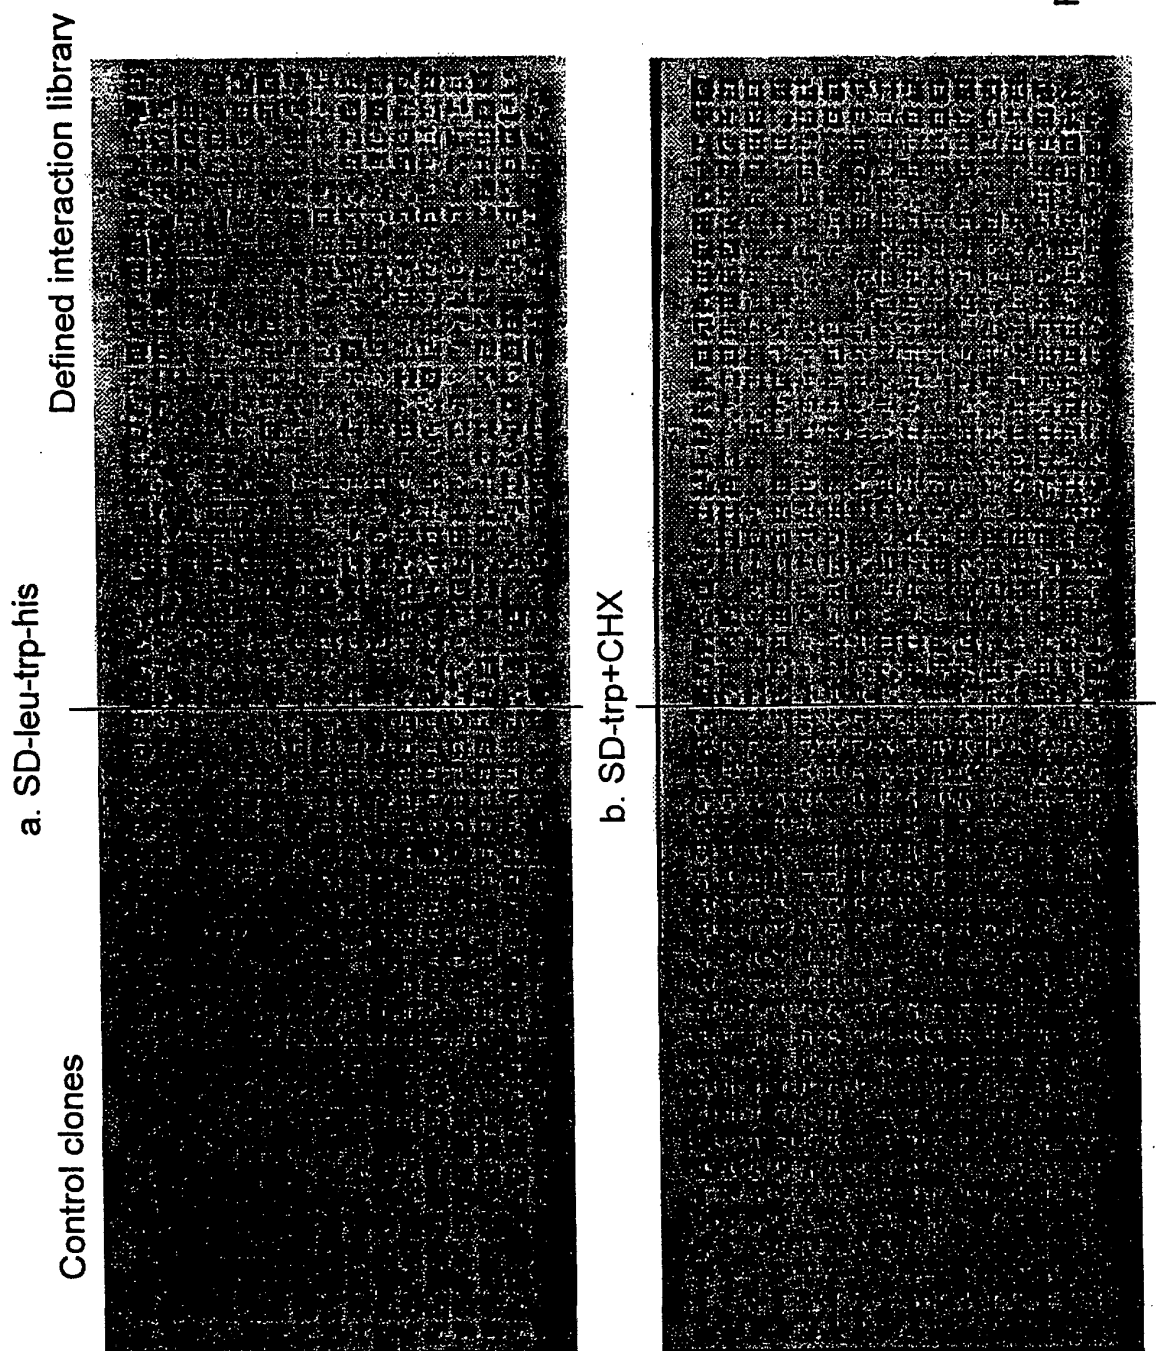 a. SD-leu-trp-his
Control clones
Defined interaction library
b. SD-trp+CHX